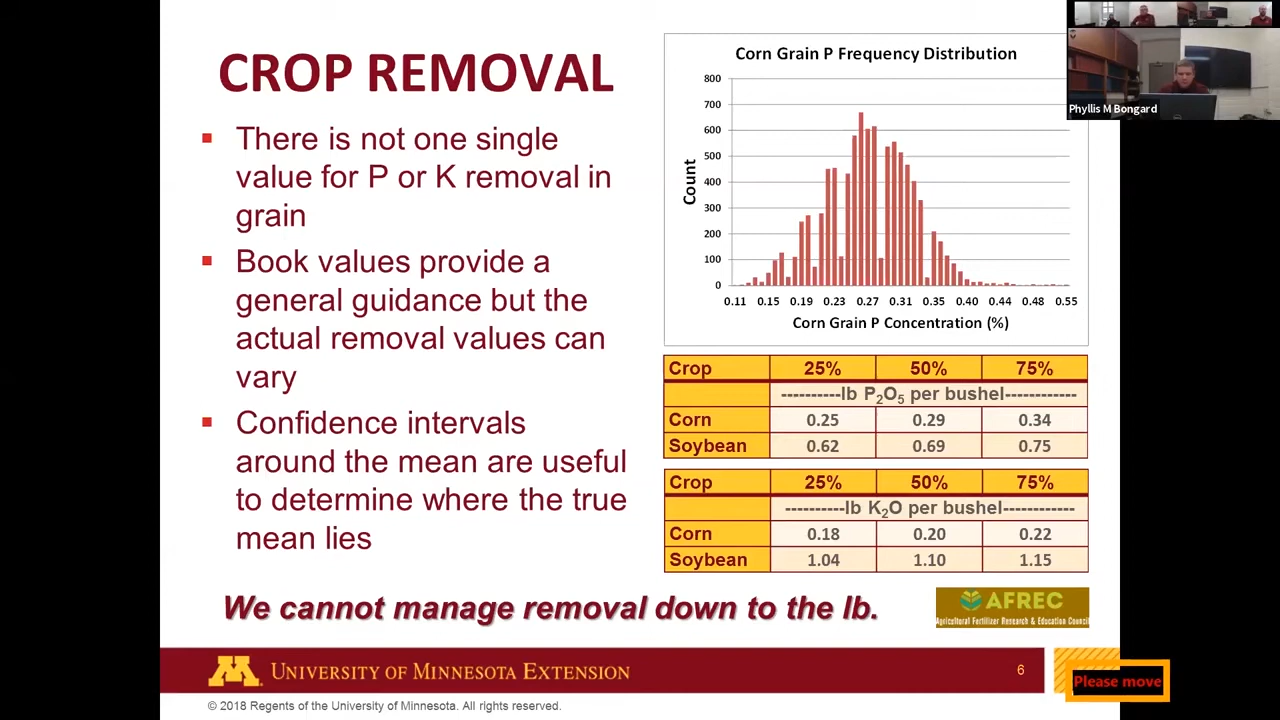 CROP REMOVAL
There is not one single
value for P or K removal in
grain
Book values provide a
general guidance but the
actual removal values can
vary
Confidence intervals
around the mean are useful
to determine where the true
mean lies
We cannot manage removal down to the lb.
Corn Grain P Frequency Distribution
Count
800
700
600
500
400
300
200
100
0
0.11 0.15 0.19 0.23 0.27 0.31 0.35 0.40 0.44 0.48 0.55
Corn Grain P Concentration (%)
Crop 25% 50% 75%
----------lb P2O5 per bushel------------
Corn 0.25 0.29 0.34
Soybean 0.62 0.69 0.75
Crop 25% 50% 75%
----------lb K2O per bushel------------
Corn 0.18 0.20 0.22
Soybean 1.04 1.10 1.15
AFREC
Agricultural Fertilizer Research & Education Council
UNIVERSITY OF MINNESOTA EXTENSION
6
© 2018 Regents of the University of Minnesota. All rights reserved.
Phyllis M Bongard
Please move